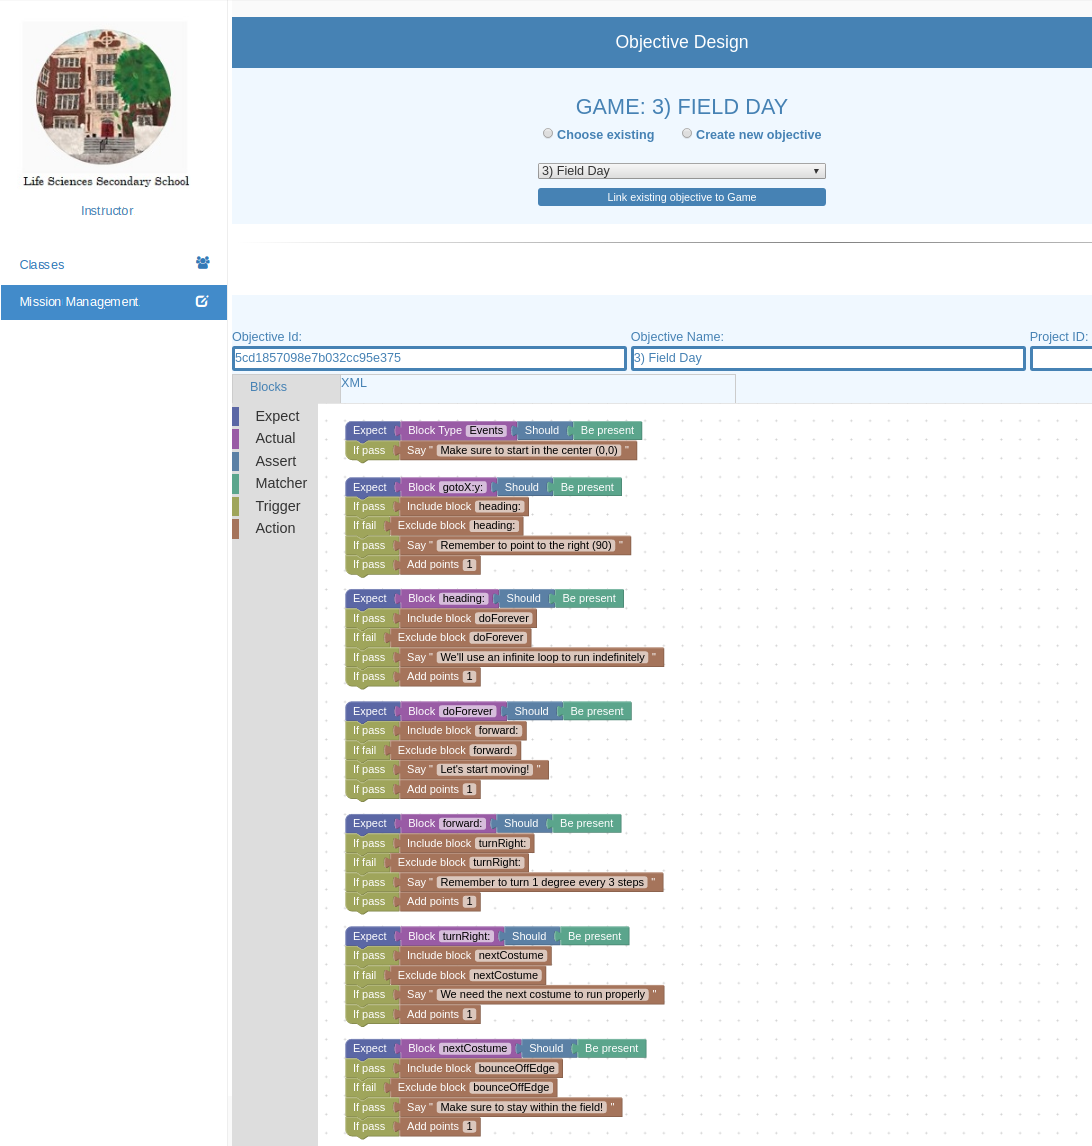 Life Sciences Secondary School
Instructor
Classes
Mission Management
Objective Design
GAME: 3) FIELD DAY
Choose existing Create new objective
3) Field Day
Link existing objective to Game
Objective Id: Objective Name: Project ID:
5cd1857098e7b032cc95e375 3) Field Day
Blocks XML
Expect
Actual
Assert
Matcher
Trigger
Action
Expect Block Type Events Should Be present
If pass Say " Make sure to start in the center (0,0) "
Expect Block gotoX:y: Should Be present
If pass Include block heading:
If fail Exclude block heading:
If pass Say " Remember to point to the right (90) "
If pass Add points 1
Expect Block heading: Should Be present
If pass Include block doForever
If fail Exclude block doForever
If pass Say " We'll use an infinite loop to run indefinitely "
If pass Add points 1
Expect Block doForever Should Be present
If pass Include block forward:
If fail Exclude block forward:
If pass Say " Let's start moving! "
If pass Add points 1
Expect Block forward: Should Be present
If pass Include block turnRight:
If fail Exclude block turnRight:
If pass Say " Remember to turn 1 degree every 3 steps "
If pass Add points 1
Expect Block turnRight: Should Be present
If pass Include block nextCostume
If fail Exclude block nextCostume
If pass Say " We need the next costume to run properly "
If pass Add points 1
Expect Block nextCostume Should Be present
If pass Include block bounceOffEdge
If fail Exclude block bounceOffEdge
If pass Say " Make sure to stay within the field! "
If pass Add points 1